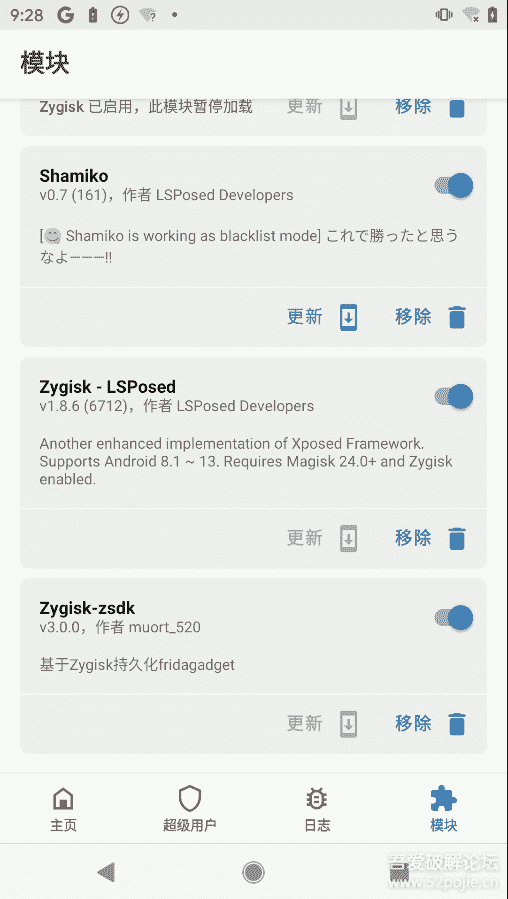 9:28
模块
Zygisk 已启用，此模块暂停加载
更新
移除
Shamiko
v0.7 (161)，作者 LSPosed Developers
[😋 Shamiko is working as blacklist mode] これで勝ったと思う
なよ———!!
更新
移除
Zygisk - LSPosed
v1.8.6 (6712)，作者 LSPosed Developers
Another enhanced implementation of Xposed Framework.
Supports Android 8.1 ~ 13. Requires Magisk 24.0+ and Zygisk
enabled.
更新
移除
Zygisk-zsdk
v3.0.0，作者 muort_520
基于Zygisk持久化fridagadget
更新
移除
主页
超级用户
日志
模块
吾爱破解论坛
www.52pojie.cn